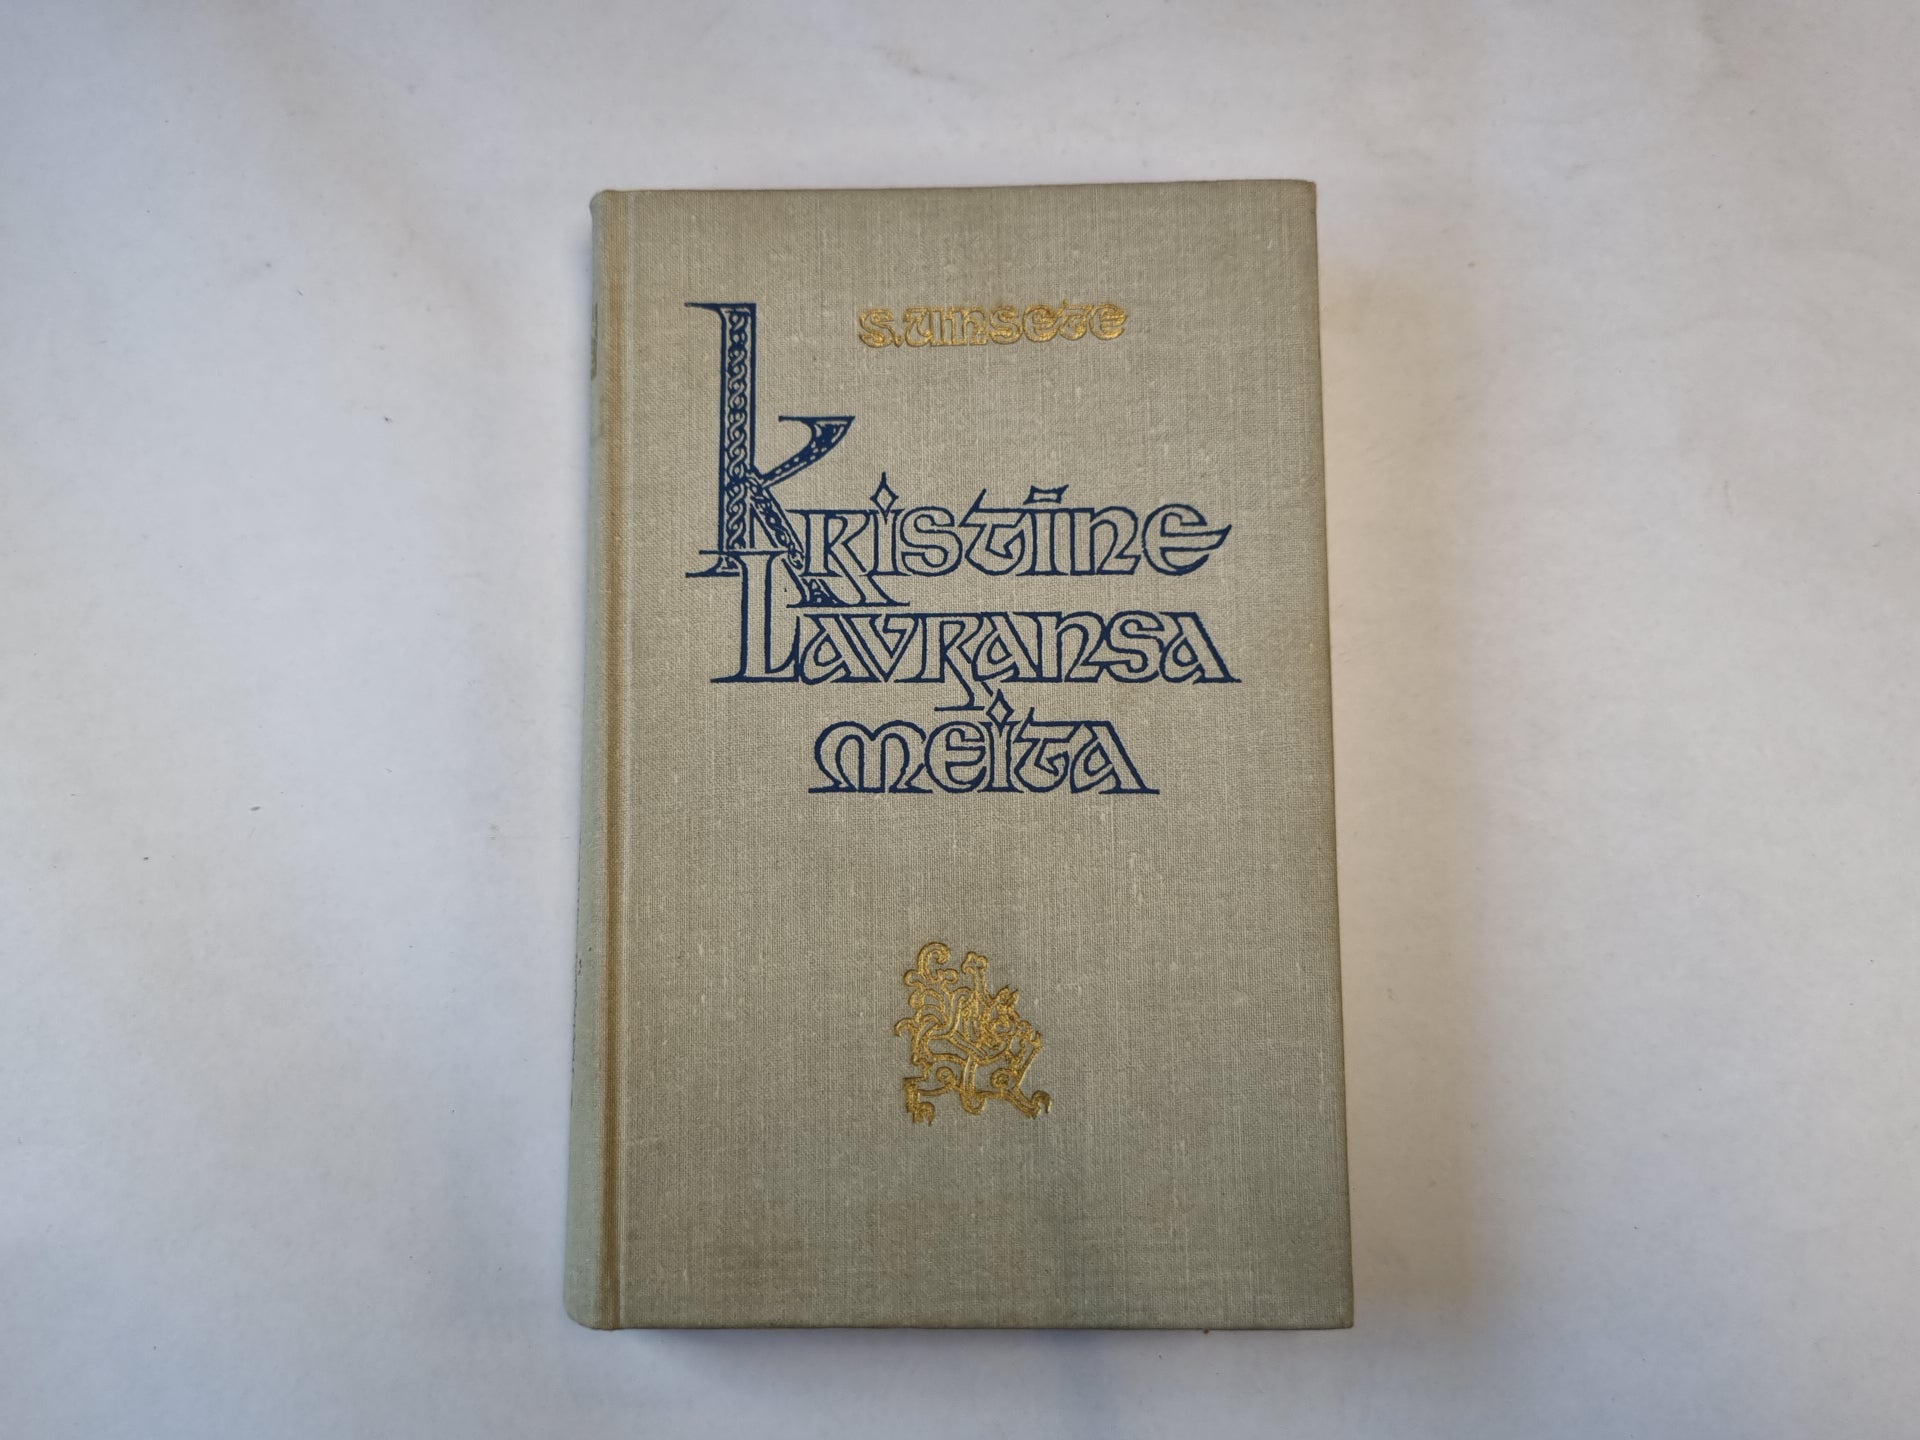 S. Unsete
Kristīne
Lavransa
meita